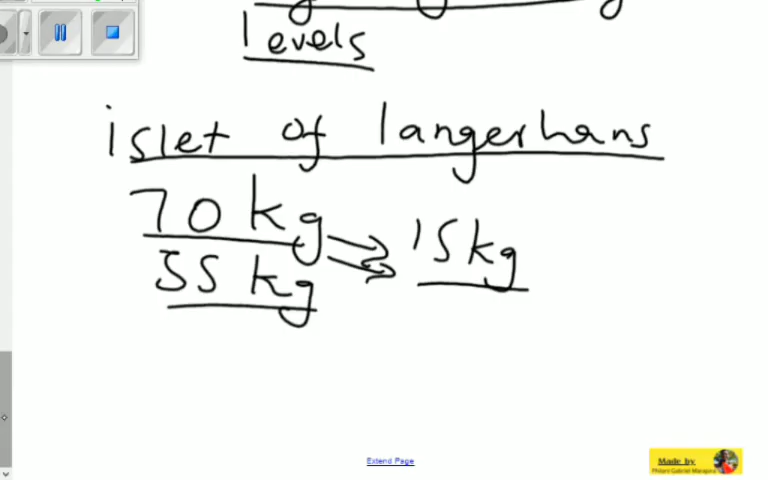 levels
islet of langerhans
70 kg
55 kg
15 kg
Extend Page
Made by